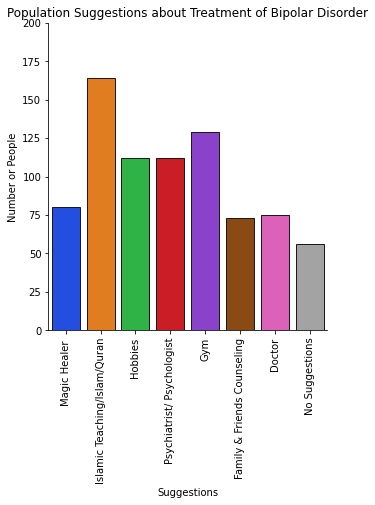 Population Suggestions about Treatment of Bipolar Disorder
200
175
150
125
100
75
50
25
0
Number or People
Magic Healer
Islamic Teaching/Islam/Quran
Hobbies
Psychiatrist/ Psychologist
Gym
Family & Friends Counseling
Doctor
No Suggestions
Suggestions